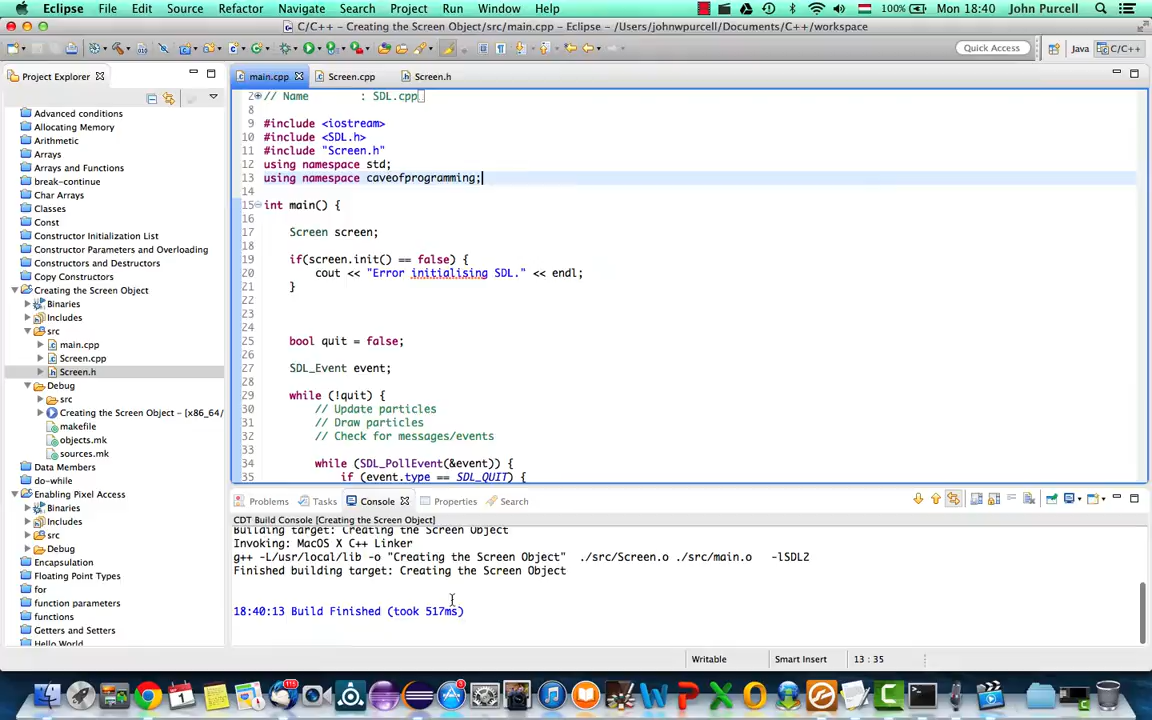 Eclipse File Edit Source Refactor Navigate Search Project Run Window Help 100% Mon 18:40 John Purcell
C/C++ - Creating the Screen Object/src/main.cpp - Eclipse - /Users/johnwpurcell/Documents/C++/workspace
Quick Access Java C/C++
Project Explorer
Advanced conditions
Allocating Memory
Arithmetic
Arrays
Arrays and Functions
break-continue
Char Arrays
Classes
Const
Constructor Initialization List
Constructor Parameters and Overloading
Constructors and Destructors
Copy Constructors
Creating the Screen Object
Binaries
Includes
src
main.cpp
Screen.cpp
Screen.h
Debug
src
Creating the Screen Object - [x86_64/
makefile
objects.mk
sources.mk
Data Members
do-while
Enabling Pixel Access
Binaries
Includes
src
Debug
Encapsulation
Floating Point Types
for
function parameters
functions
Getters and Setters
Hello World
main.cpp Screen.cpp Screen.h
2 // Name : SDL.cpp
8
9 #include <iostream>
10 #include <SDL.h>
11 #include "Screen.h"
12 using namespace std;
13 using namespace caveofprogramming;
14
15 int main() {
16
17 Screen screen;
18
19 if(screen.init() == false) {
20 cout << "Error initialising SDL." << endl;
21 }
22
23
24
25 bool quit = false;
26
27 SDL_Event event;
28
29 while (!quit) {
30 // Update particles
31 // Draw particles
32 // Check for messages/events
33
34 while (SDL_PollEvent(&event)) {
35 if (event.type == SDL_QUIT) {
Problems Tasks Console Properties Search
CDT Build Console [Creating the Screen Object]
Building target: Creating the Screen Object
Invoking: MacOS X C++ Linker
g++ -L/usr/local/lib -o "Creating the Screen Object" ./src/Screen.o ./src/main.o -lSDL2
Finished building target: Creating the Screen Object
18:40:13 Build Finished (took 517ms)
Writable Smart Insert 13 : 35